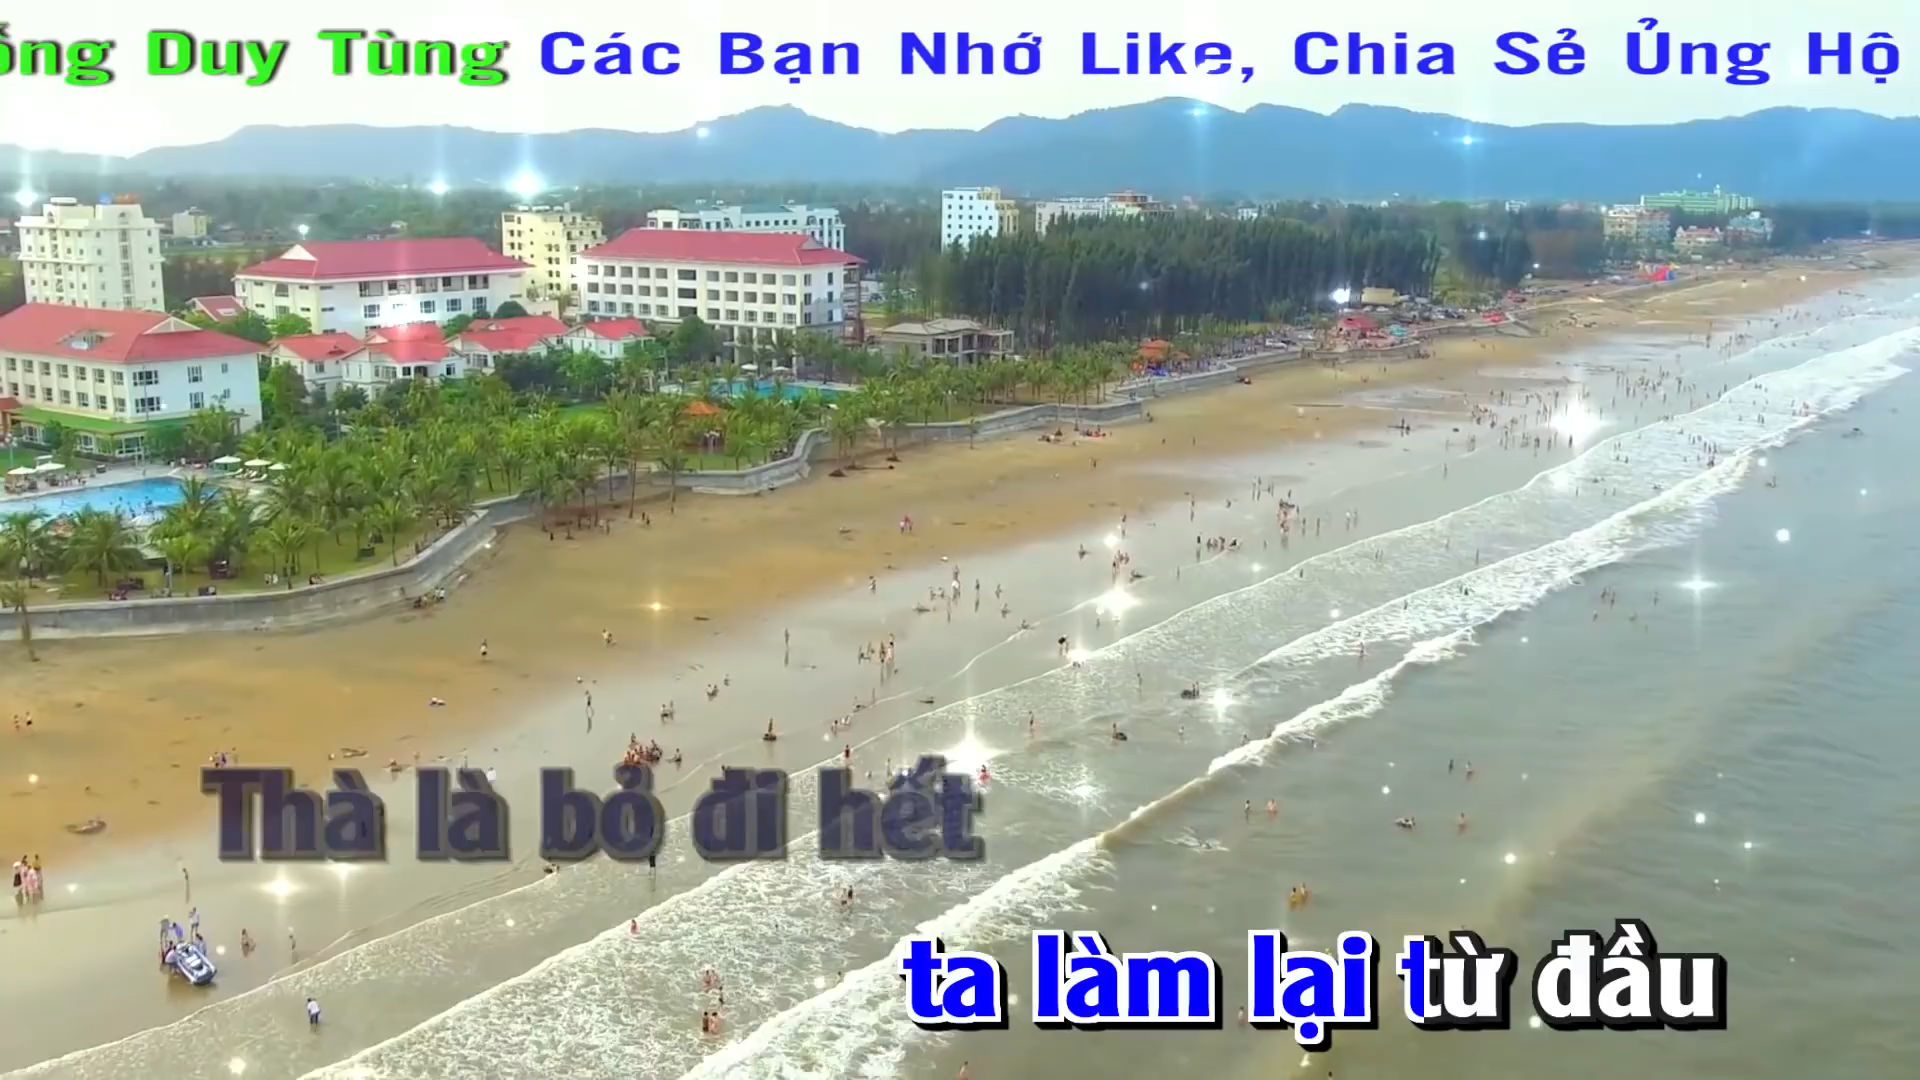 Duy Tùng Các Bạn Nhớ Like, Chia Sẻ Ủng Hộ
Thà là bỏ đi hết
ta làm lại từ đầu